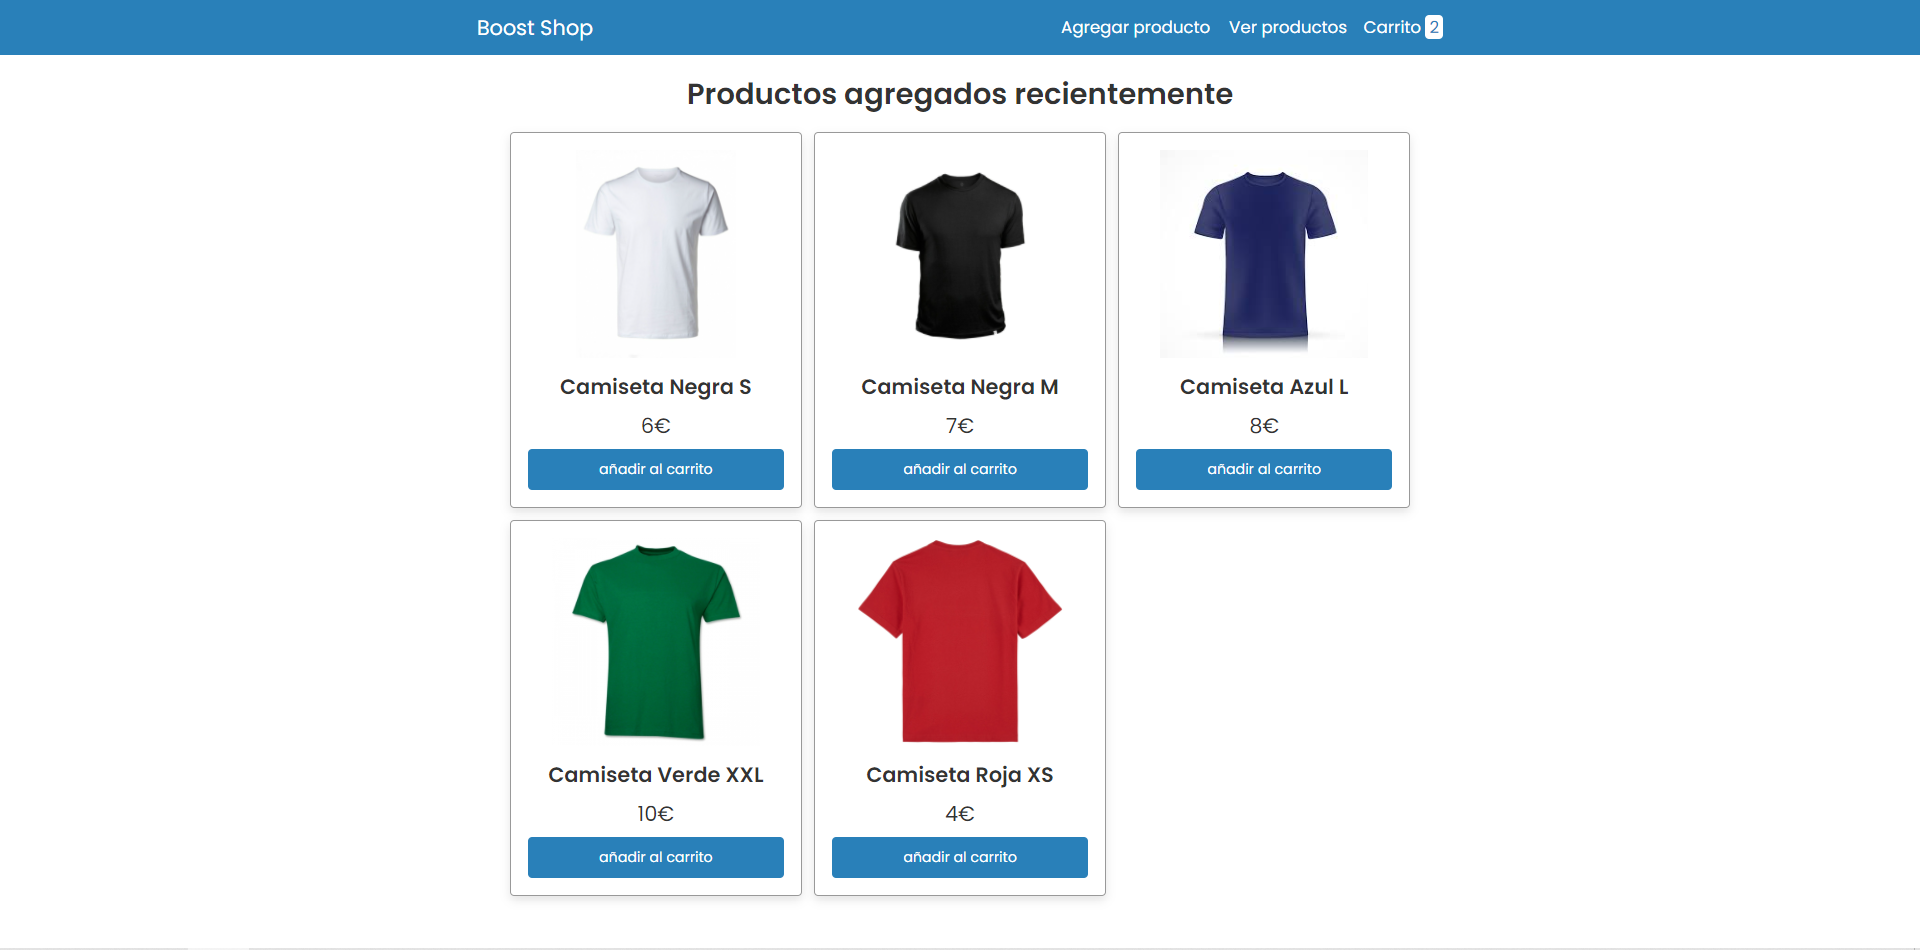 Boost Shop
Agregar producto Ver productos Carrito 2
Productos agregados recientemente
Camiseta Negra S
6€
añadir al carrito
Camiseta Negra M
7€
añadir al carrito
Camiseta Azul L
8€
añadir al carrito
Camiseta Verde XXL
10€
añadir al carrito
Camiseta Roja XS
4€
añadir al carrito